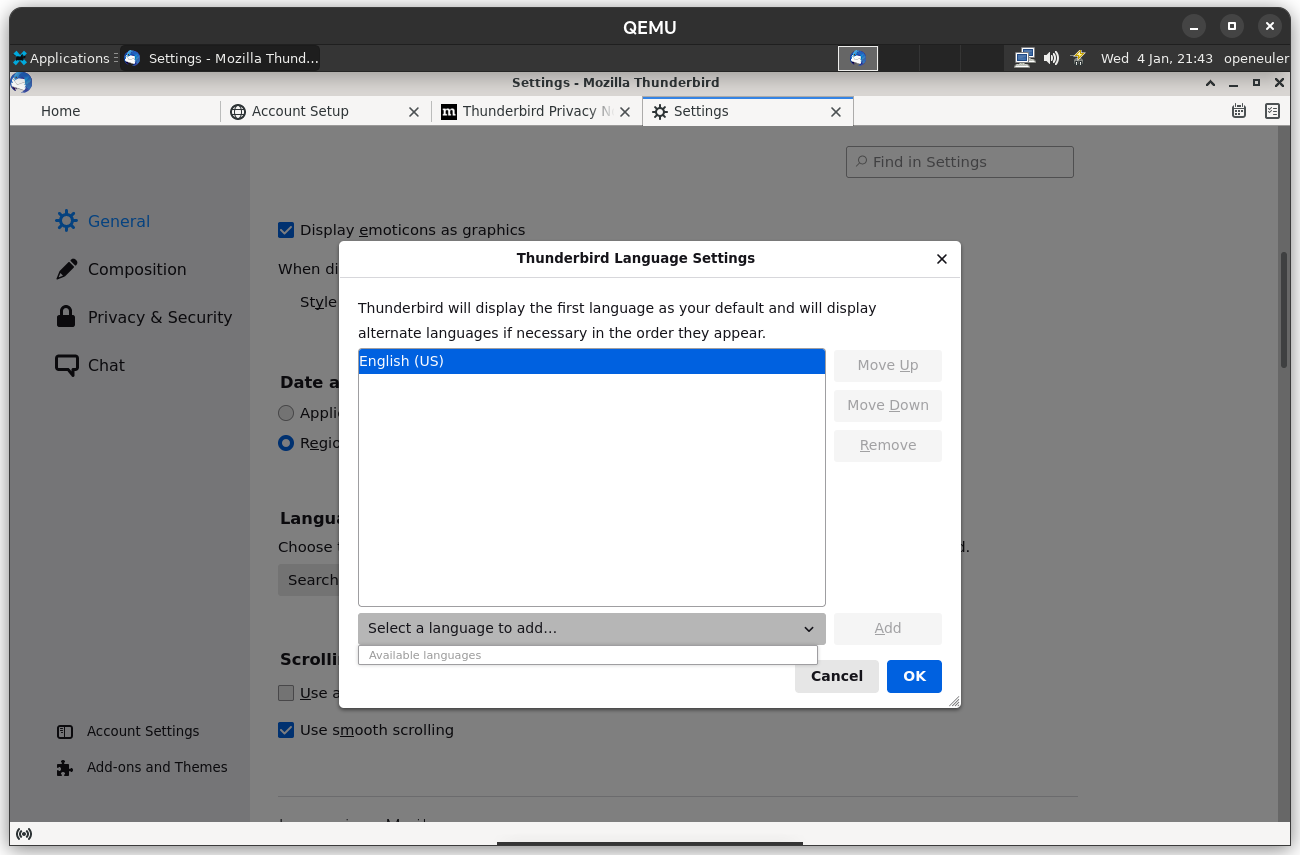 QEMU
Applications
Settings - Mozilla Thund...
Wed 4 Jan, 21:43 openeuler
Settings - Mozilla Thunderbird
Home
Account Setup
Thunderbird Privacy
Settings
Find in Settings
General
Composition
Privacy & Security
Chat
Display emoticons as graphics
When di
Style
Date a
Appli
Regio
Langua
Choose
d.
Search
Scrolli
Use a
Use smooth scrolling
Account Settings
Add-ons and Themes
Thunderbird Language Settings
Thunderbird will display the first language as your default and will display
alternate languages if necessary in the order they appear.
English (US)
Move Up
Move Down
Remove
Select a language to add...
Add
Available languages
Cancel
OK